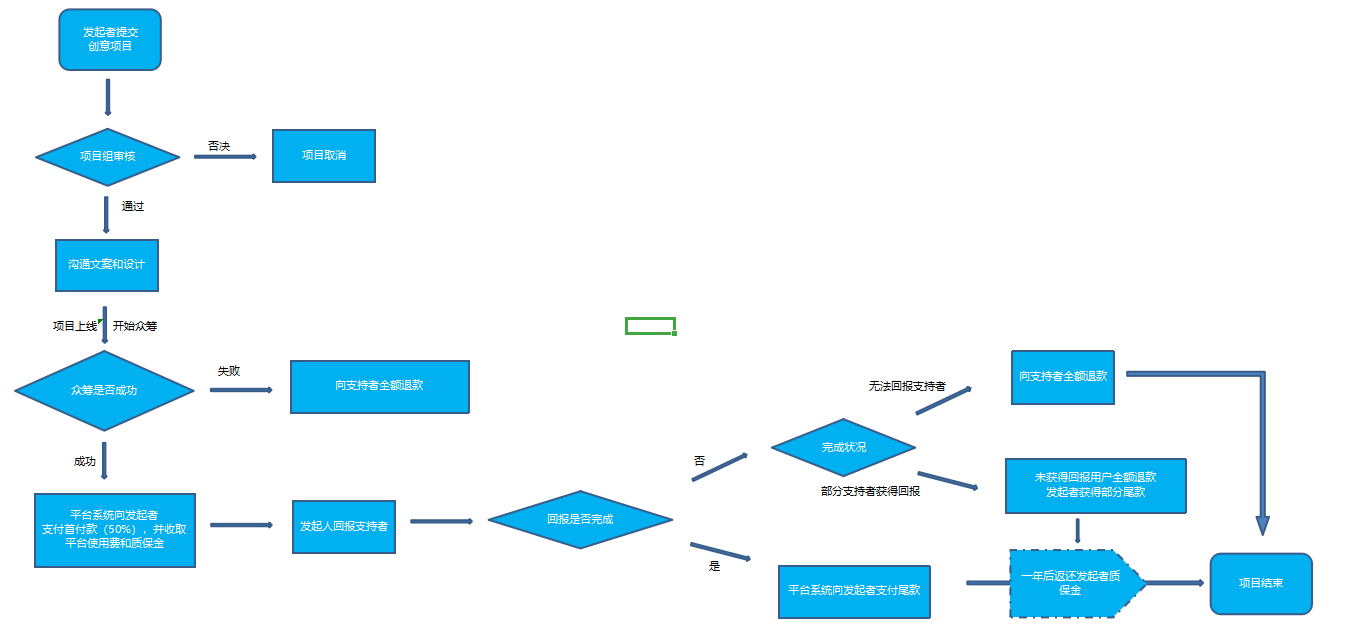 发起者提交
创意项目
项目组审核
否决
项目取消
通过
沟通文案和设计
项目上线
开始众筹
众筹是否成功
失败
向支持者全额退款
成功
平台系统向发起者
支付首付款（50%），并收取
平台使用费和质保金
发起人回报支持者
回报是否完成
否
完成状况
无法回报支持者
向支持者全额退款
部分支持者获得回报
未获得回报用户全额退款
发起者获得部分尾款
是
平台系统向发起者支付尾款
一年后返还发起者质
保金
项目结束